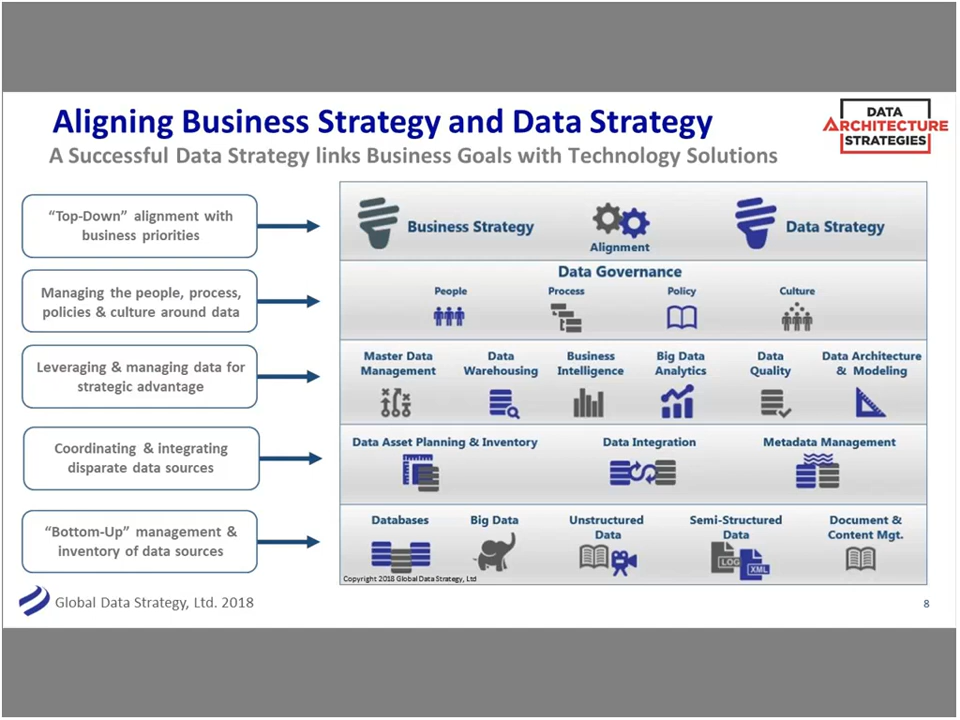 Aligning Business Strategy and Data Strategy
A Successful Data Strategy links Business Goals with Technology Solutions
DATA
ARCHITECTURE
STRATEGIES
“Top-Down” alignment with
business priorities
Managing the people, process,
policies & culture around data
Leveraging & managing data for
strategic advantage
Coordinating & integrating
disparate data sources
“Bottom-Up” management &
inventory of data sources
Business Strategy
Alignment
Data Strategy
Data Governance
People
Process
Policy
Culture
Master Data
Management
Data
Warehousing
Business
Intelligence
Big Data
Analytics
Data
Quality
Data Architecture
& Modeling
Data Asset Planning & Inventory
Data Integration
Metadata Management
Databases
Big Data
Unstructured
Data
Semi-Structured
Data
LOG
XML
Document &
Content Mgt.
Copyright 2018 Global Data Strategy, Ltd
Global Data Strategy, Ltd. 2018
8